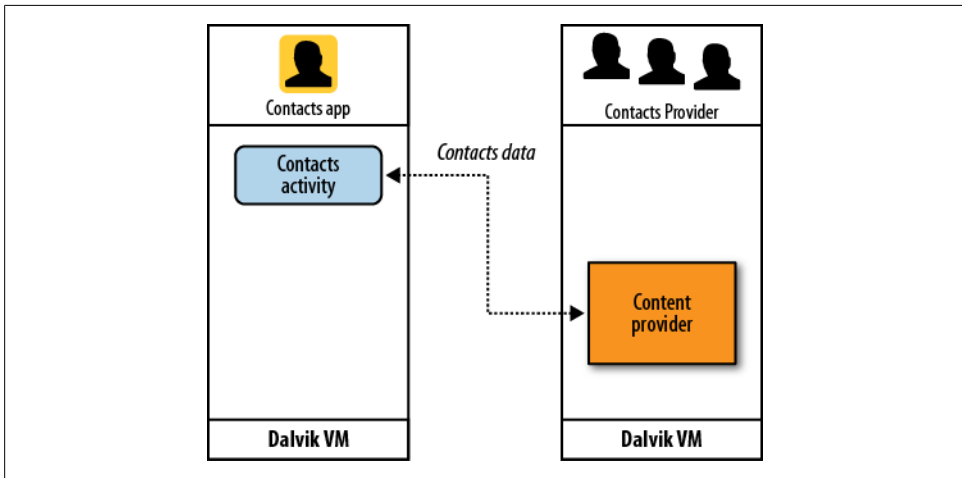 Contacts app
Contacts Provider
Contacts
activity
Contacts data
Content
provider
Dalvik VM
Dalvik VM